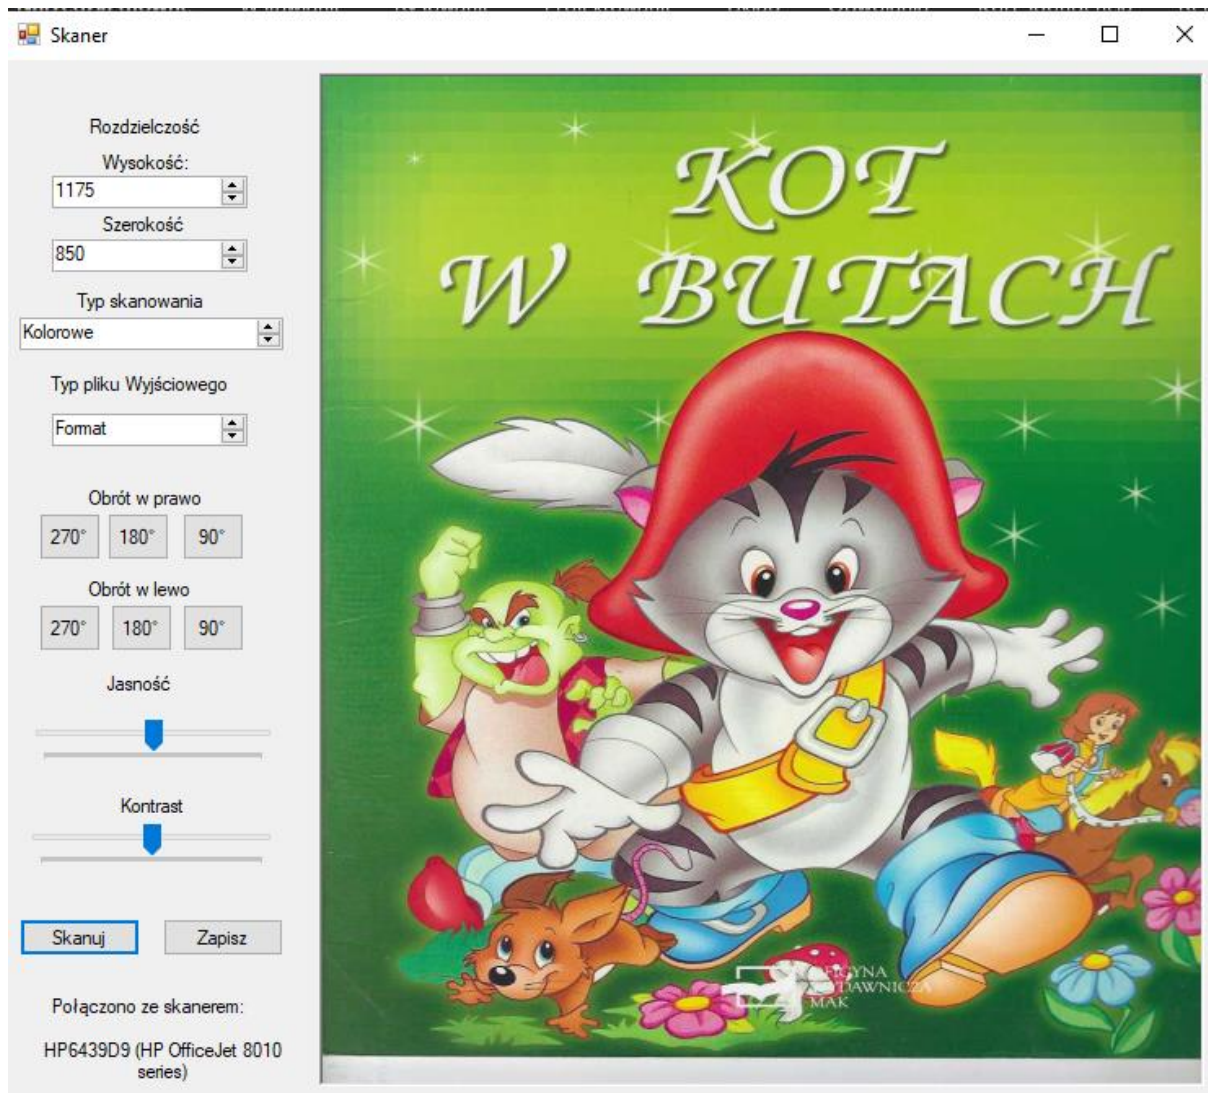 Skaner
Rozdzielczość
Wysokość:
1175
Szerokość
850
Typ skanowania
Kolorowe
Typ pliku Wyjściowego
Format
Obrót w prawo
270° 180° 90°
Obrót w lewo
270° 180° 90°
Jasność
Kontrast
Skanuj Zapisz
Połączono ze skanerem:
HP6439D9 (HP OfficeJet 8010
series)
KOT
W BUTACH
OFICYNA
WYDAWNICZA
MAK